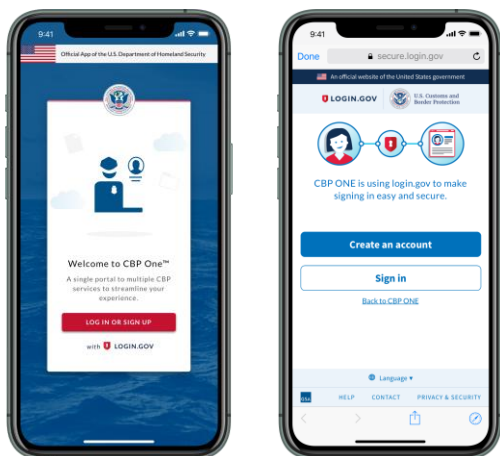 9:41
Official App of the U.S. Department of Homeland Security
Welcome to CBP One™
A single portal to multiple CBP
services to streamline your
experience.
LOG IN OR SIGN UP
with LOGIN.GOV
9:41
Done
secure.login.gov
An official website of the United States government
LOGIN.GOV
U.S. Customs and
Border Protection
CBP ONE is using login.gov to make
signing in easy and secure.
Create an account
Sign in
Back to CBP ONE
Language
GSA
HELP
CONTACT
PRIVACY & SECURITY